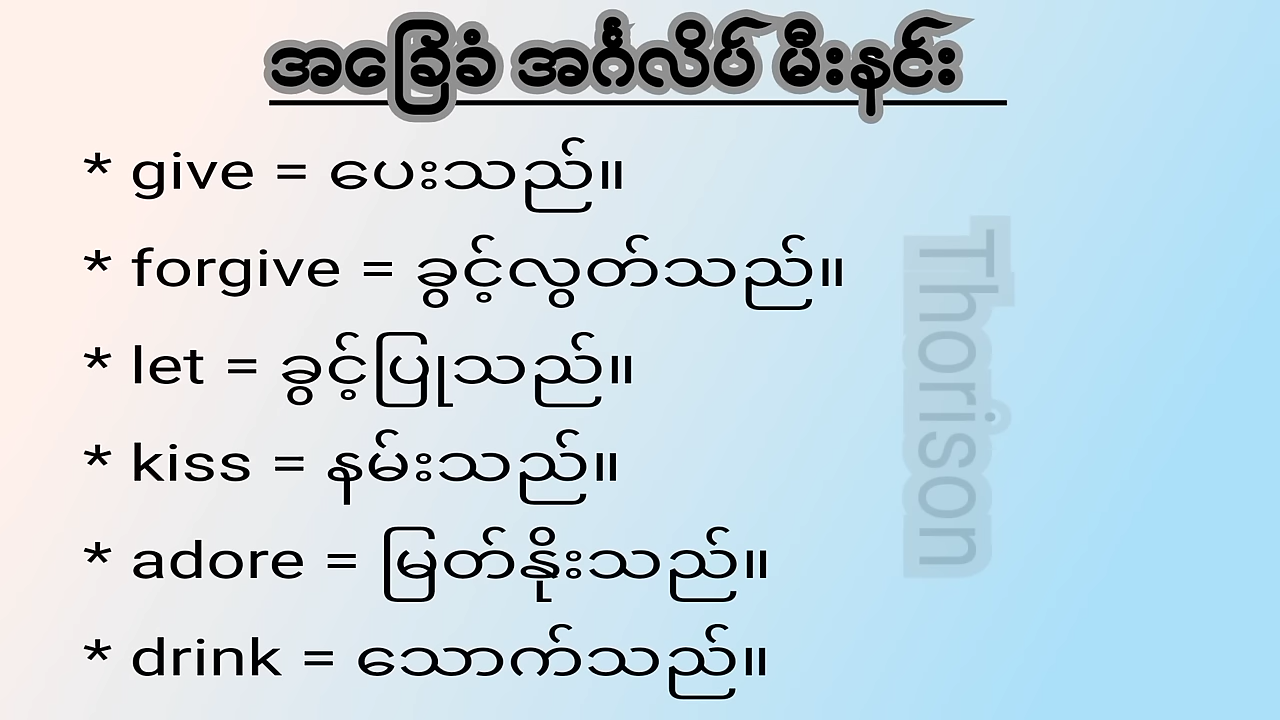 အခြေခံ အင်္ဂလိပ် မီးနင်း
* give = ပေးသည်။
* forgive = ခွင့်လွတ်သည်။
* let = ခွင့်ပြုသည်။
* kiss = နမ်းသည်။
* adore = မြတ်နိုးသည်။
* drink = သောက်သည်။
Thorison